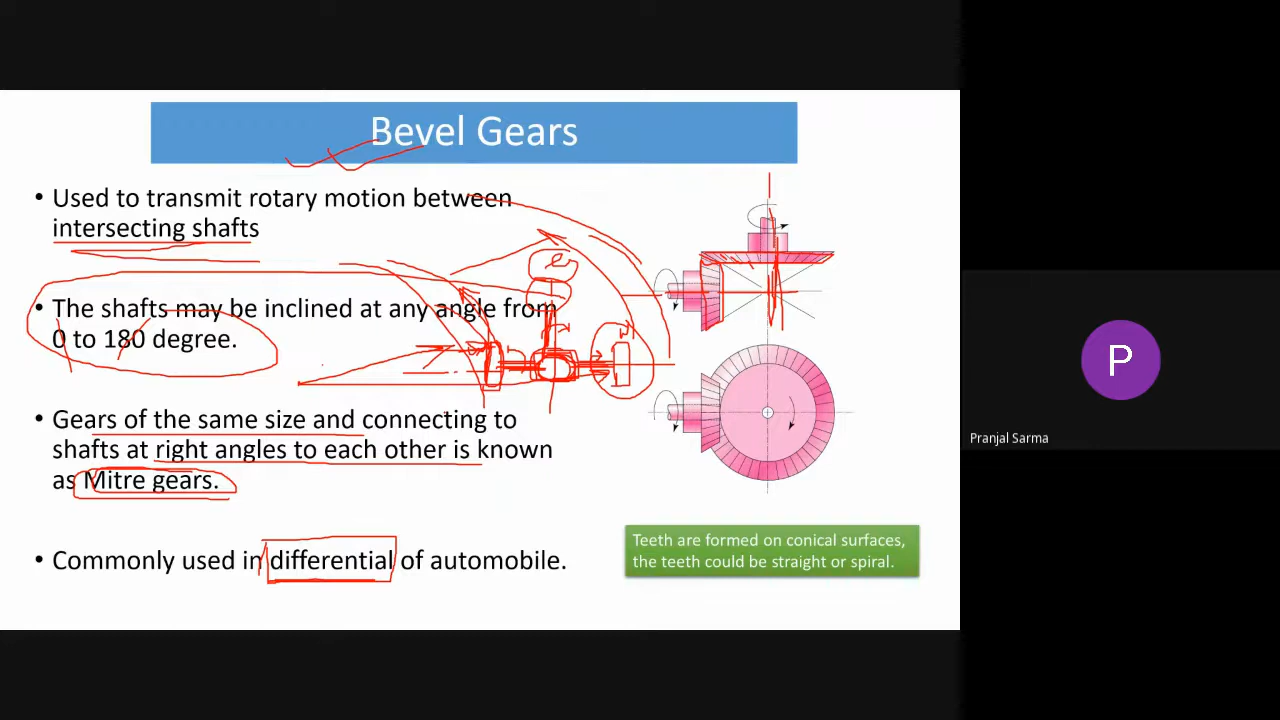 Bevel Gears
• Used to transmit rotary motion between
intersecting shafts
• The shafts may be inclined at any angle from
0 to 180 degree.
• Gears of the same size and connecting to
shafts at right angles to each other is known
as Mitre gears.
• Commonly used in differential of automobile.
Teeth are formed on conical surfaces,
the teeth could be straight or spiral.
P
Pranjal Sarma